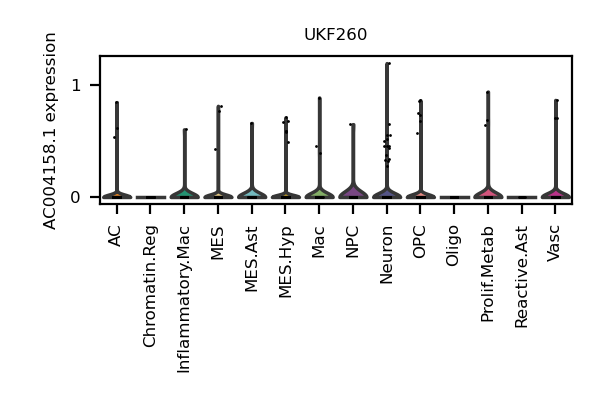 UKF260
AC004158.1 expression
1
0
AC
Chromatin.Reg
Inflammatory.Mac
MES
MES.Ast
MES.Hyp
Mac
NPC
Neuron
OPC
Oligo
Prolif.Metab
Reactive.Ast
Vasc